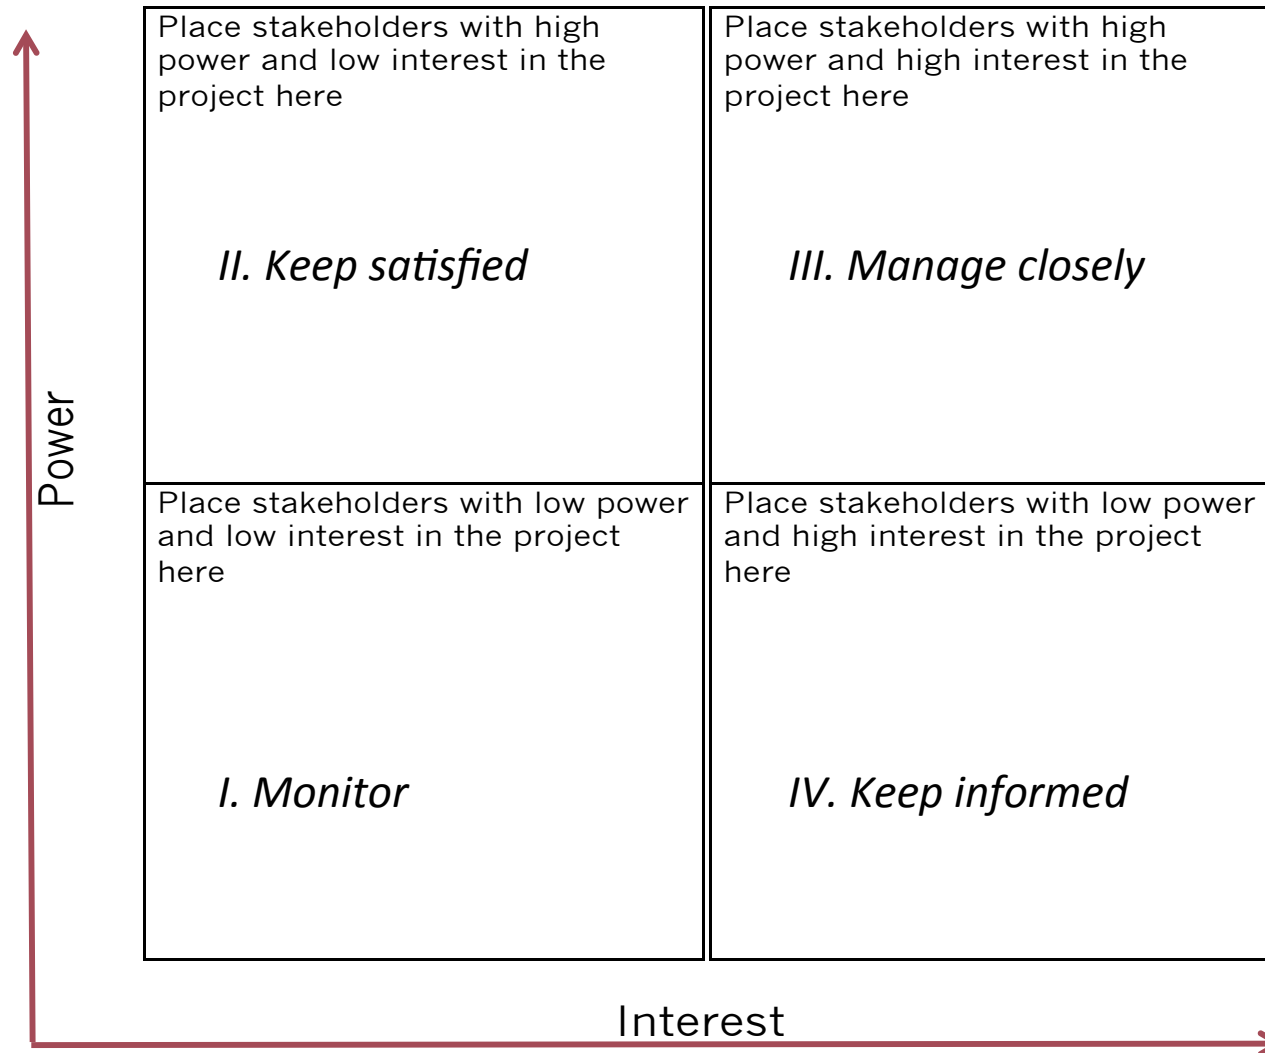 Place stakeholders with high
power and low interest in the
project here
II. Keep satisfied
Place stakeholders with high
power and high interest in the
project here
III. Manage closely
Power
Place stakeholders with low power
and low interest in the project
here
I. Monitor
Place stakeholders with low power
and high interest in the project
here
IV. Keep informed
Interest